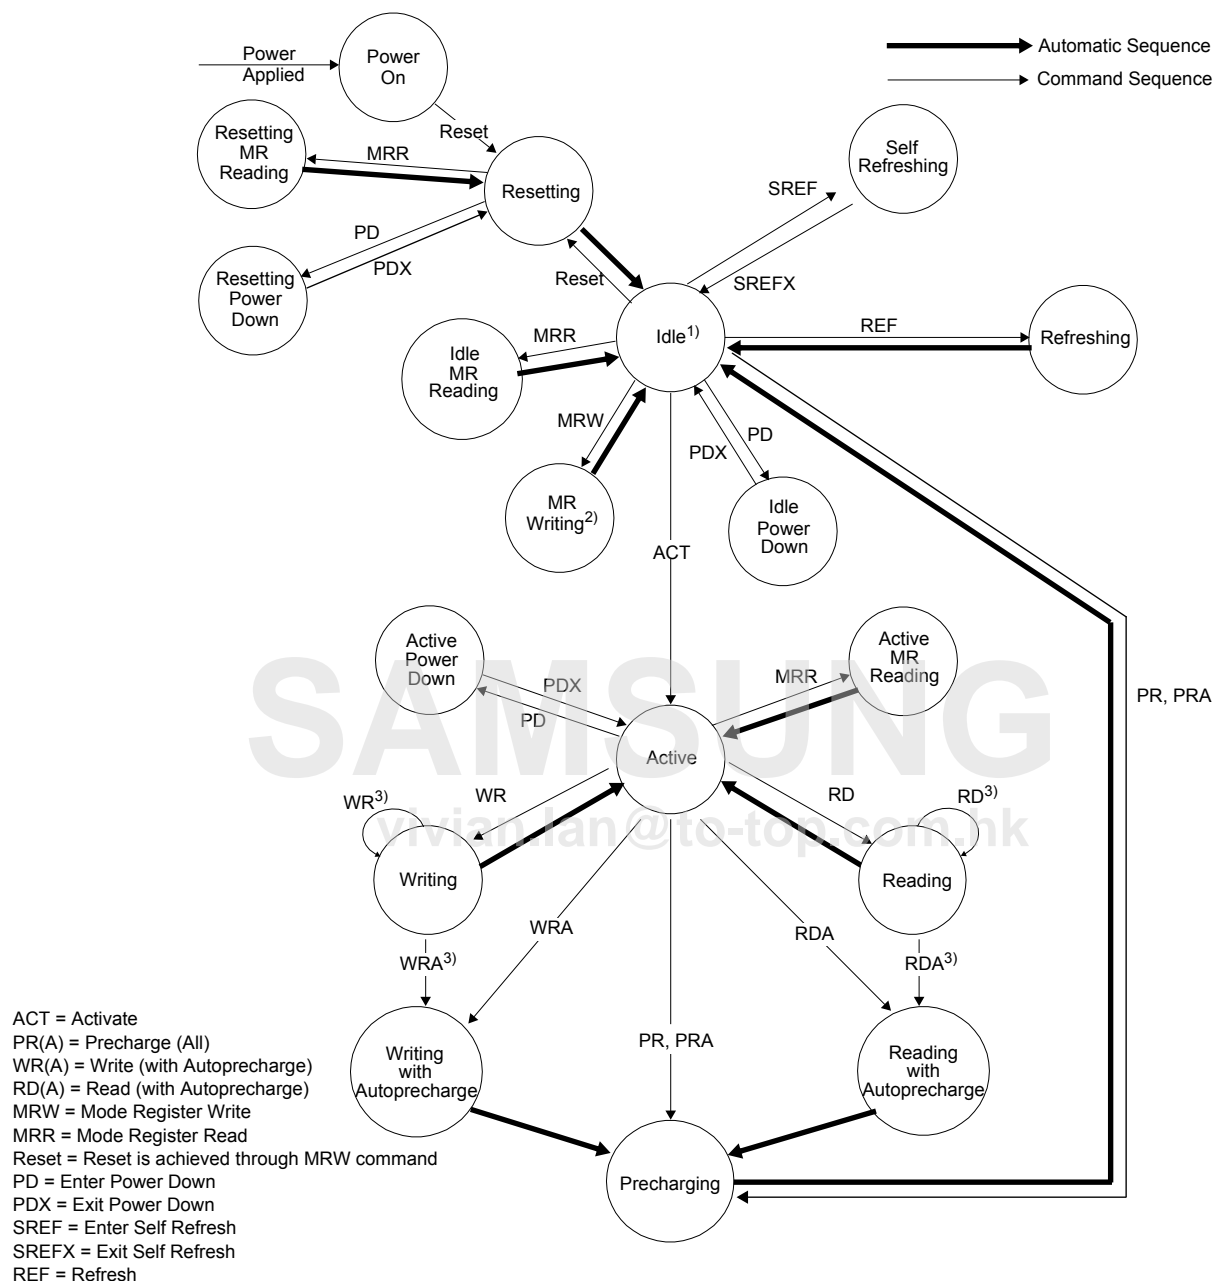 Power
Applied
Power
On
Automatic Sequence
Command Sequence
Reset
Resetting
MR
Reading
MRR
Resetting
Self
Refreshing
SREF
PD
PDX
Resetting
Power
Down
Reset
SREFX
Idle1)
REF
Refreshing
MRR
Idle
MR
Reading
MRW
PD
PDX
MR
Writing2)
Idle
Power
Down
ACT
Active
Power
Down
Active
MR
Reading
PDX
PD
MRR
PR, PRA
SAMSUNG
Active
WR3)
WR
RD
RD3)
vivian.lan@to-top.com.hk
Writing
Reading
WRA
RDA
WRA3)
RDA3)
Writing
with
Autoprecharge
PR, PRA
Reading
with
Autoprecharge
Precharging
ACT = Activate
PR(A) = Precharge (All)
WR(A) = Write (with Autoprecharge)
RD(A) = Read (with Autoprecharge)
MRW = Mode Register Write
MRR = Mode Register Read
Reset = Reset is achieved through MRW command
PD = Enter Power Down
PDX = Exit Power Down
SREF = Enter Self Refresh
SREFX = Exit Self Refresh
REF = Refresh